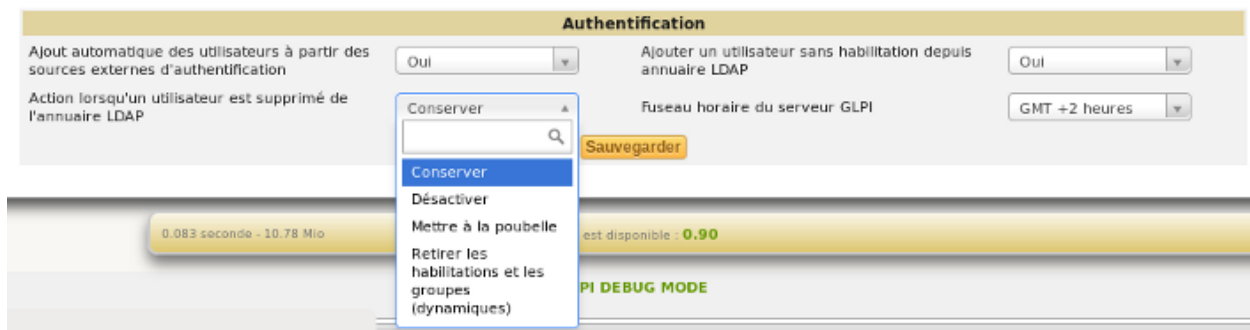 Authentification
Ajout automatique des utilisateurs à partir des
sources externes d'authentification
Oui
Ajouter un utilisateur sans habilitation depuis
annuaire LDAP
Oui
Action lorsqu'un utilisateur est supprimé de
l'annuaire LDAP
Conserver
Fuseau horaire du serveur GLPI
GMT +2 heures
Sauvegarder
Conserver
Désactiver
Mettre à la poubelle
Retirer les
habilitations et les
groupes
(dynamiques)
0.083 seconde - 10.78 Mio
est disponible : 0.90
PI DEBUG MODE